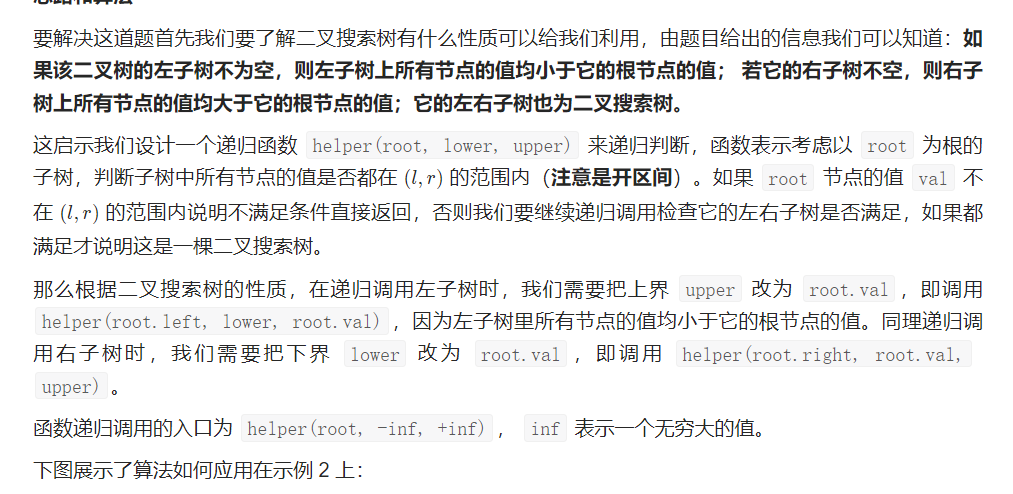 要解决这道题首先我们要了解二叉搜索树有什么性质可以给我们利用，由题目给出的信息我们可以知道：如
果该二叉树的左子树不为空，则左子树上所有节点的值均小于它的根节点的值； 若它的右子树不空，则右子
树上所有节点的值均大于它的根节点的值；它的左右子树也为二叉搜索树。
这启示我们设计一个递归函数 helper(root, lower, upper) 来递归判断，函数表示考虑以 root 为根的
子树，判断子树中所有节点的值是否都在 (l,r) 的范围内（注意是开区间）。如果 root 节点的值 val 不
在 (l,r) 的范围内说明不满足条件直接返回，否则我们要继续递归调用检查它的左右子树是否满足，如果都
满足才说明这是一棵二叉搜索树。
那么根据二叉搜索树的性质，在递归调用左子树时，我们需要把上界 upper 改为 root.val，即调用
helper(root.left, lower, root.val)，因为左子树里所有节点的值均小于它的根节点的值。同理递归调
用右子树时，我们需要把下界 lower 改为 root.val，即调用 helper(root.right, root.val,
upper)。
函数递归调用的入口为 helper(root, -inf, +inf)， inf 表示一个无穷大的值。
下图展示了算法如何应用在示例 2 上：